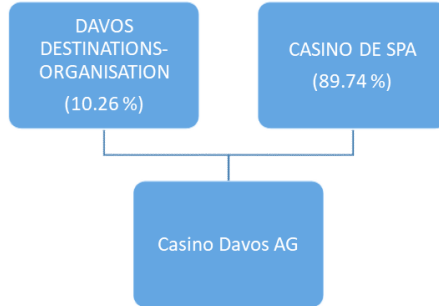 DAVOS
DESTINATIONS-
ORGANISATION
(10.26 %)
CASINO DE SPA
(89.74 %)
Casino Davos AG